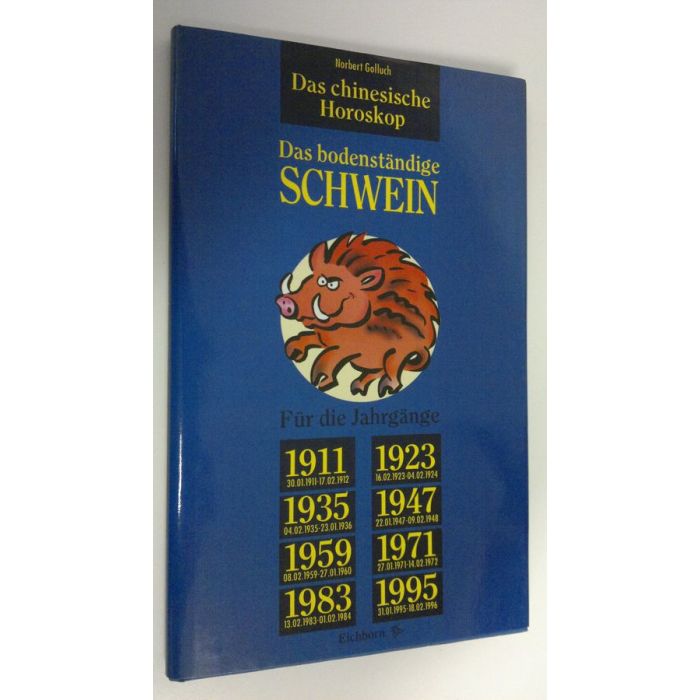 Norbert Golluch
Das chinesische
Horoskop
Das bodenständige
SCHWEIN
Für die Jahrgänge
1911
30.01.1911-17.02.1912
1923
16.02.1923-04.02.1924
1935
04.02.1935-23.01.1936
1947
22.01.1947-09.02.1948
1959
08.02.1959-27.01.1960
1971
27.01.1971-14.02.1972
1983
13.02.1983-01.02.1984
1995
31.01.1995-18.02.1996
Eichborn